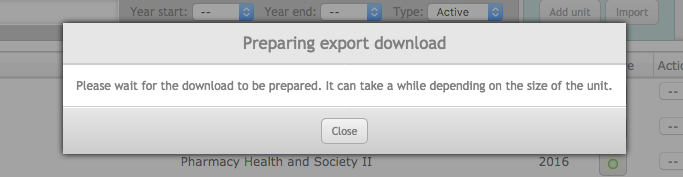 Year start: -- Year end: -- Type: Active Add unit Import
Preparing export download
Please wait for the download to be prepared. It can take a while depending on the size of the unit.
--
Close
--
Pharmacy Health and Society II 2016 --